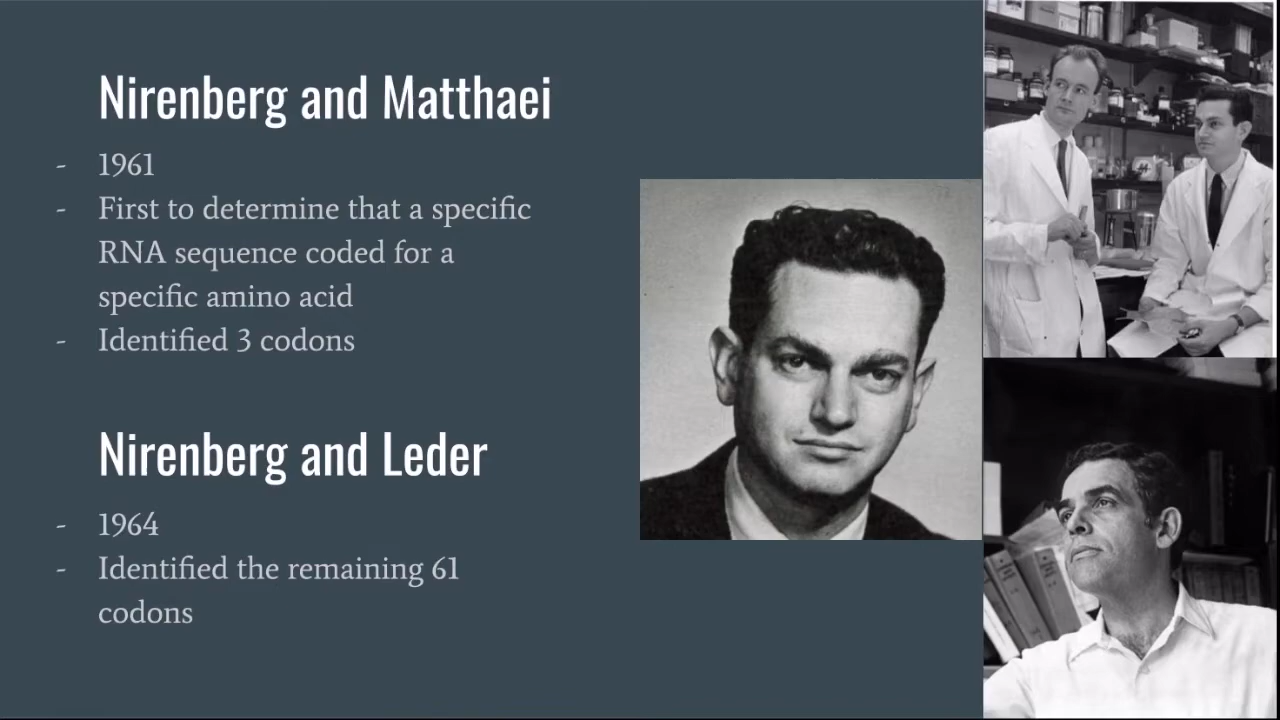 Nirenberg and Matthaei
- 1961
- First to determine that a specific
RNA sequence coded for a
specific amino acid
- Identified 3 codons
Nirenberg and Leder
- 1964
- Identified the remaining 61
codons